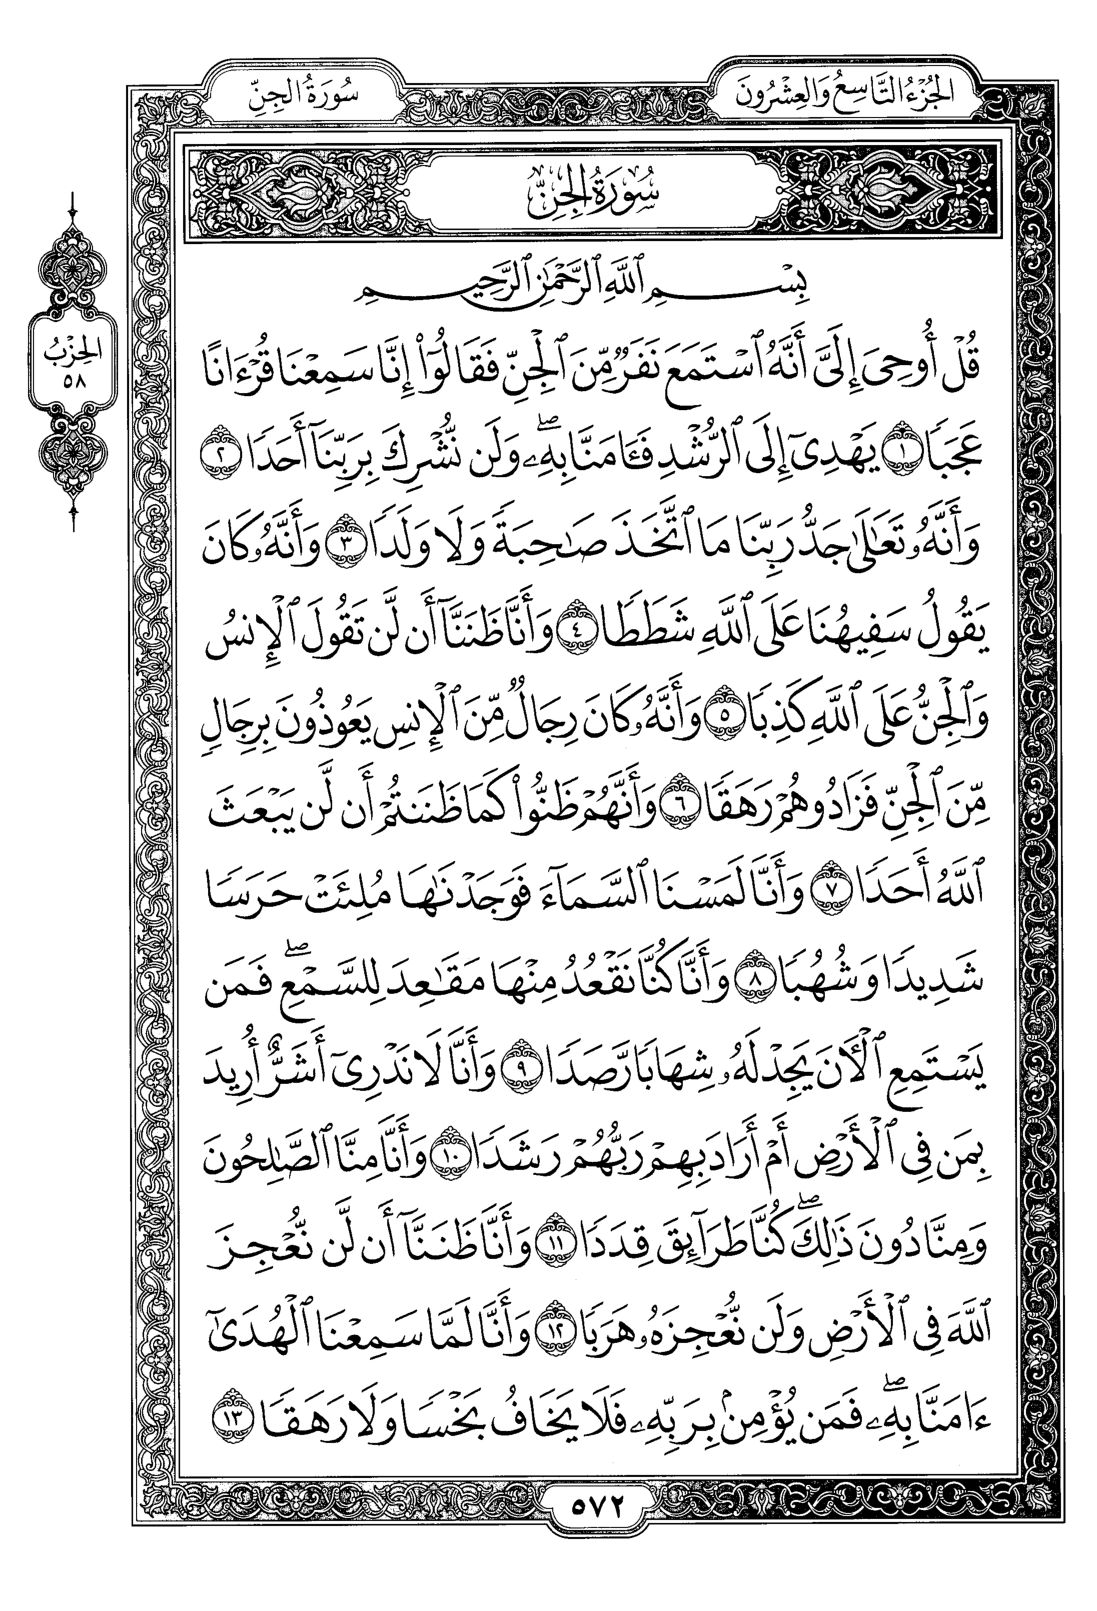 الجُزْءُ التَّاسِعُ وَالعِشْرُونَ
سُورَةُ الجِنِّ
سُورَةُ الجِنِّ
بِسْمِ ٱللَّهِ ٱلرَّحْمَٰنِ ٱلرَّحِيمِ
الحِزْبُ
٥٨
قُلْ أُوحِىَ إِلَىَّ أَنَّهُ ٱسْتَمَعَ نَفَرٌ مِّنَ ٱلْجِنِّ فَقَالُوٓا۟ إِنَّا سَمِعْنَا قُرْءَانًا
عَجَبًا ١ يَهْدِىٓ إِلَى ٱلرُّشْدِ فَـَٔامَنَّا بِهِۦ ۖ وَلَن نُّشْرِكَ بِرَبِّنَآ أَحَدًا ٢
وَأَنَّهُۥ تَعَٰلَىٰ جَدُّ رَبِّنَا مَا ٱتَّخَذَ صَٰحِبَةً وَلَا وَلَدًا ٣ وَأَنَّهُۥ كَانَ
يَقُولُ سَفِيهُنَا عَلَى ٱللَّهِ شَطَطًا ٤ وَأَنَّا ظَنَنَّآ أَن لَّن تَقُولَ ٱلْإِنسُ
وَٱلْجِنُّ عَلَى ٱللَّهِ كَذِبًا ٥ وَأَنَّهُۥ كَانَ رِجَالٌ مِّنَ ٱلْإِنسِ يَعُوذُونَ بِرِجَالٍ
مِّنَ ٱلْجِنِّ فَزَادُوهُمْ رَهَقًا ٦ وَأَنَّهُمْ ظَنُّوا۟ كَمَا ظَنَنتُمْ أَن لَّن يَبْعَثَ
ٱللَّهُ أَحَدًا ٧ وَأَنَّا لَمَسْنَا ٱلسَّمَآءَ فَوَجَدْنَٰهَا مُلِئَتْ حَرَسًا
شَدِيدًا وَشُهُبًا ٨ وَأَنَّا كُنَّا نَقْعُدُ مِنْهَا مَقَٰعِدَ لِلسَّمْعِ ۖ فَمَن
يَسْتَمِعِ ٱلْـَٔانَ يَجِدْ لَهُۥ شِهَابًا رَّصَدًا ٩ وَأَنَّا لَا نَدْرِىٓ أَشَرٌّ أُرِيدَ
بِمَن فِى ٱلْأَرْضِ أَمْ أَرَادَ بِهِمْ رَبُّهُمْ رَشَدًا ١٠ وَأَنَّا مِنَّا ٱلصَّٰلِحُونَ
وَمِنَّا دُونَ ذَٰلِكَ ۖ كُنَّا طَرَآئِقَ قِدَدًا ١١ وَأَنَّا ظَنَنَّآ أَن لَّن نُّعْجِزَ
ٱللَّهَ فِى ٱلْأَرْضِ وَلَن نُّعْجِزَهُۥ هَرَبًا ١٢ وَأَنَّا لَمَّا سَمِعْنَا ٱلْهُدَىٰٓ
ءَامَنَّا بِهِۦ ۖ فَمَن يُؤْمِنۢ بِرَبِّهِۦ فَلَا يَخَافُ بَخْسًا وَلَا رَهَقًا ١٣
٥٧٢